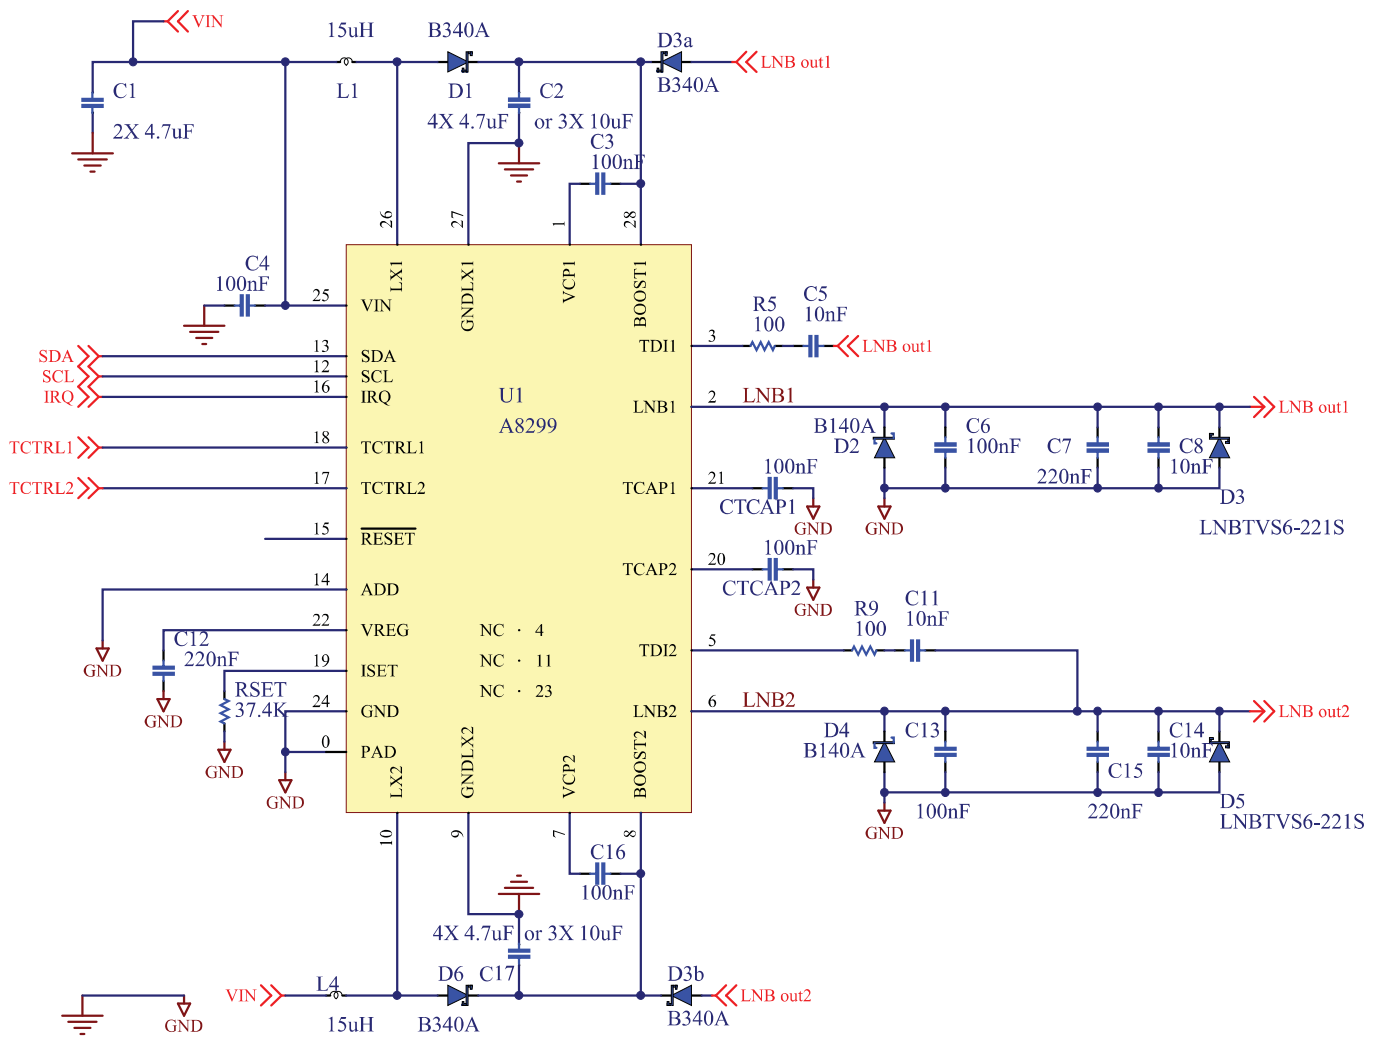 VIN
15uH
B340A
D3a
LNB out1
C1
L1
D1
C2
B340A
2X 4.7uF
4X 4.7uF
or 3X 10uF
C3
100nF
26
27
1
28
C4
100nF
LX1
GNDLX1
VCP1
BOOST1
25
VIN
R5
100
C5
10nF
3
TDI1
LNB out1
SDA
13
SDA
SCL
12
SCL
IRQ
16
IRQ
U1
A8299
LNB1
2
LNB1
LNB out1
B140A
D2
C6
100nF
C7
220nF
C8
10nF
TCTRL1
18
TCTRL1
TCTRL2
17
TCTRL2
TCAP1
21
100nF
CTCAP1
GND
GND
D3
LNBTVS6-221S
15
RESET
14
ADD
GND
TCAP2
20
100nF
CTCAP2
GND
22
VREG
C12
220nF
GND
NC · 4
NC · 11
NC · 23
TDI2
5
R9
100
C11
10nF
19
ISET
RSET
37.4K
GND
24
GND
0
PAD
GND
LNB2
6
LNB2
LNB out2
D4
B140A
C13
100nF
C15
220nF
C14
10nF
D5
LNBTVS6-221S
GND
LX2
GNDLX2
VCP2
BOOST2
10
9
7
8
C16
100nF
4X 4.7uF
or 3X 10uF
VIN
L4
15uH
D6
B340A
C17
D3b
B340A
LNB out2
GND